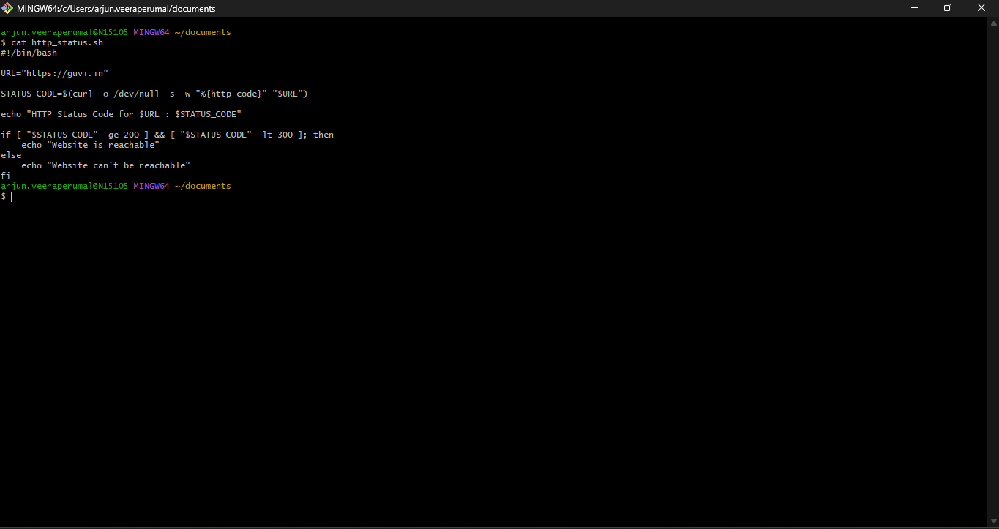 MINGW64:/c/Users/arjun.veeraperumal/documents
arjun.veeraperumal@N15105 MINGW64 ~/documents
$ cat http_status.sh
#!/bin/bash
URL="https://guvi.in"
STATUS_CODE=$(curl -o /dev/null -s -w "%{http_code}" "$URL")
echo "HTTP Status Code for $URL : $STATUS_CODE"
if [ "$STATUS_CODE" -ge 200 ] && [ "$STATUS_CODE" -lt 300 ]; then
    echo "Website is reachable"
else
    echo "Website can't be reachable"
fi
arjun.veeraperumal@N15105 MINGW64 ~/documents
$